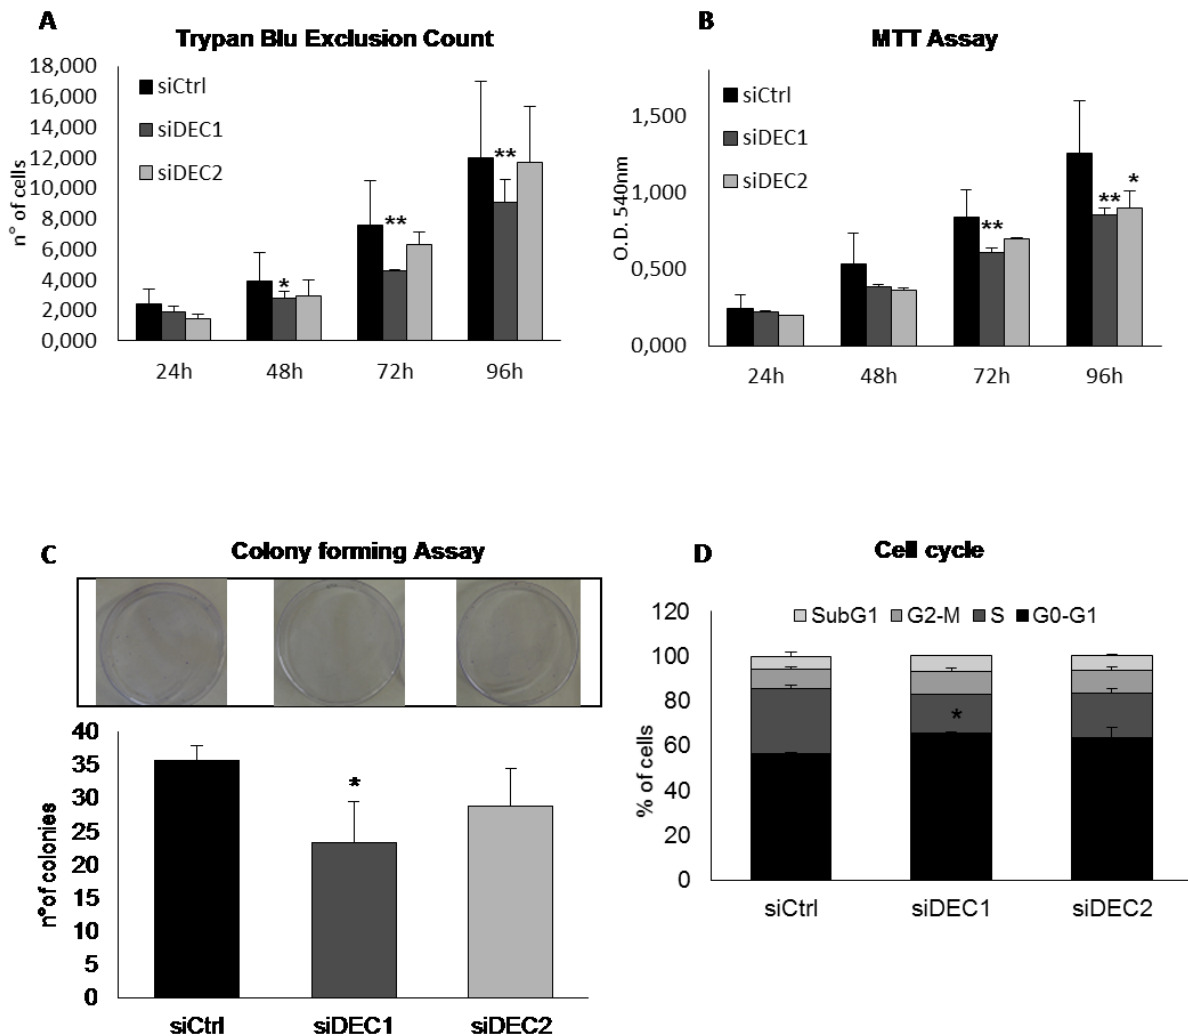 A
Trypan Blu Exclusion Count
18,000
16,000
14,000
12,000
10,000
8,000
6,000
4,000
2,000
0,000
n° of cells
siCtrl
siDEC1
siDEC2
*
**
**
24h 48h 72h 96h
B
MTT Assay
1,500
1,000
0,500
0,000
O.D. 540nm
siCtrl
siDEC1
siDEC2
**
**
*
24h 48h 72h 96h
C
Colony forming Assay
40
35
30
25
20
15
10
5
0
n°of colonies
*
siCtrl siDEC1 siDEC2
D
Cell cycle
120
100
80
60
40
20
0
% of cells
SubG1 G2-M S G0-G1
*
siCtrl siDEC1 siDEC2